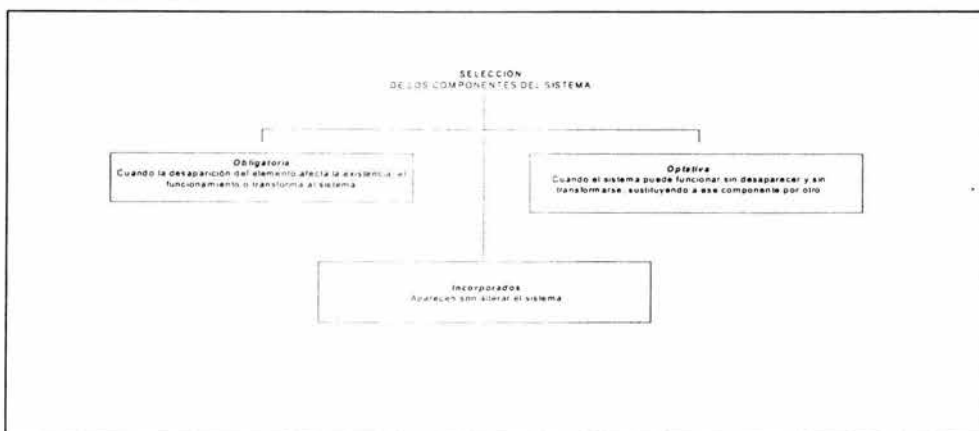 SELECCION
DE LOS COMPONENTES DEL SISTEMA
Obligatoria
Cuando la desaparición del elemento afecta la existencia, el
funcionamiento o transforma al sistema
Optativa
Cuando el sistema puede funcionar sin desaparecer y sin
transformarse, sustituyendo a ese componente por otro
Incorporados
Aparecen son alterar el sistema